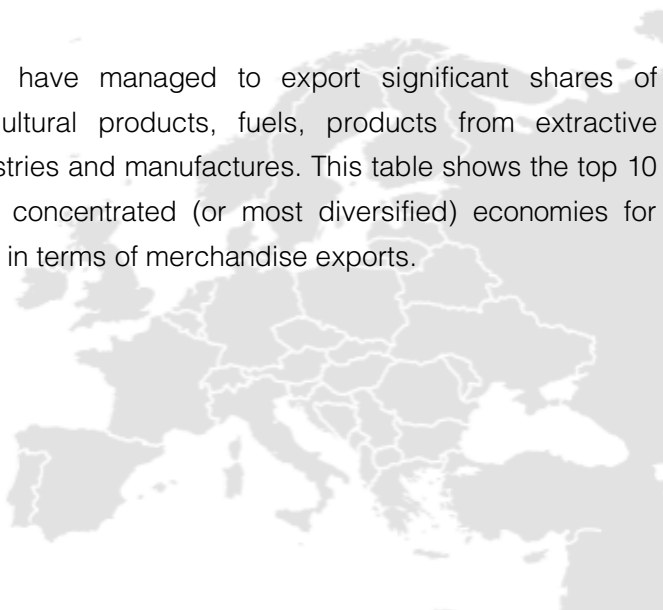 have managed to export significant shares of
ultural products, fuels, products from extractive
stries and manufactures. This table shows the top 10
concentrated (or most diversified) economies for
in terms of merchandise exports.